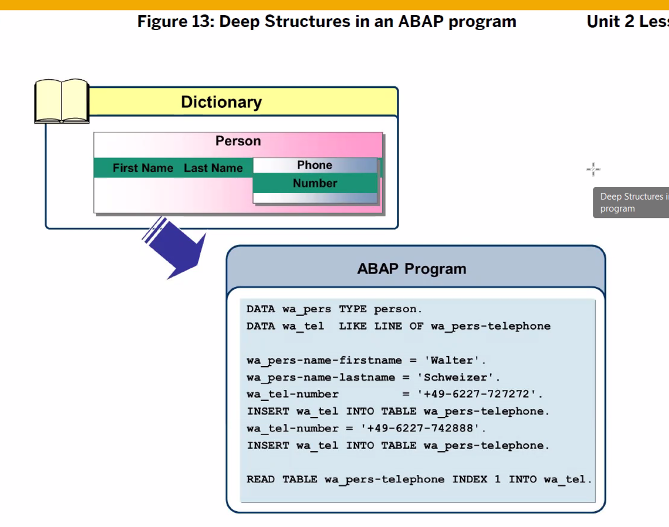 Figure 13: Deep Structures in an ABAP program Unit 2
Dictionary
Person
First Name Last Name Phone
Number
Deep Structures
program
ABAP Program
DATA wa_pers TYPE person.
DATA wa_tel LIKE LINE OF wa_pers-telephone
wa_pers-name-firstname = 'Walter'.
wa_pers-name-lastname = 'Schweizer'.
wa_tel-number = '+49-6227-727272'.
INSERT wa_tel INTO TABLE wa_pers-telephone.
wa_tel-number = '+49-6227-742888'.
INSERT wa_tel INTO TABLE wa_pers-telephone.
READ TABLE wa_pers-telephone INDEX 1 INTO wa_tel.